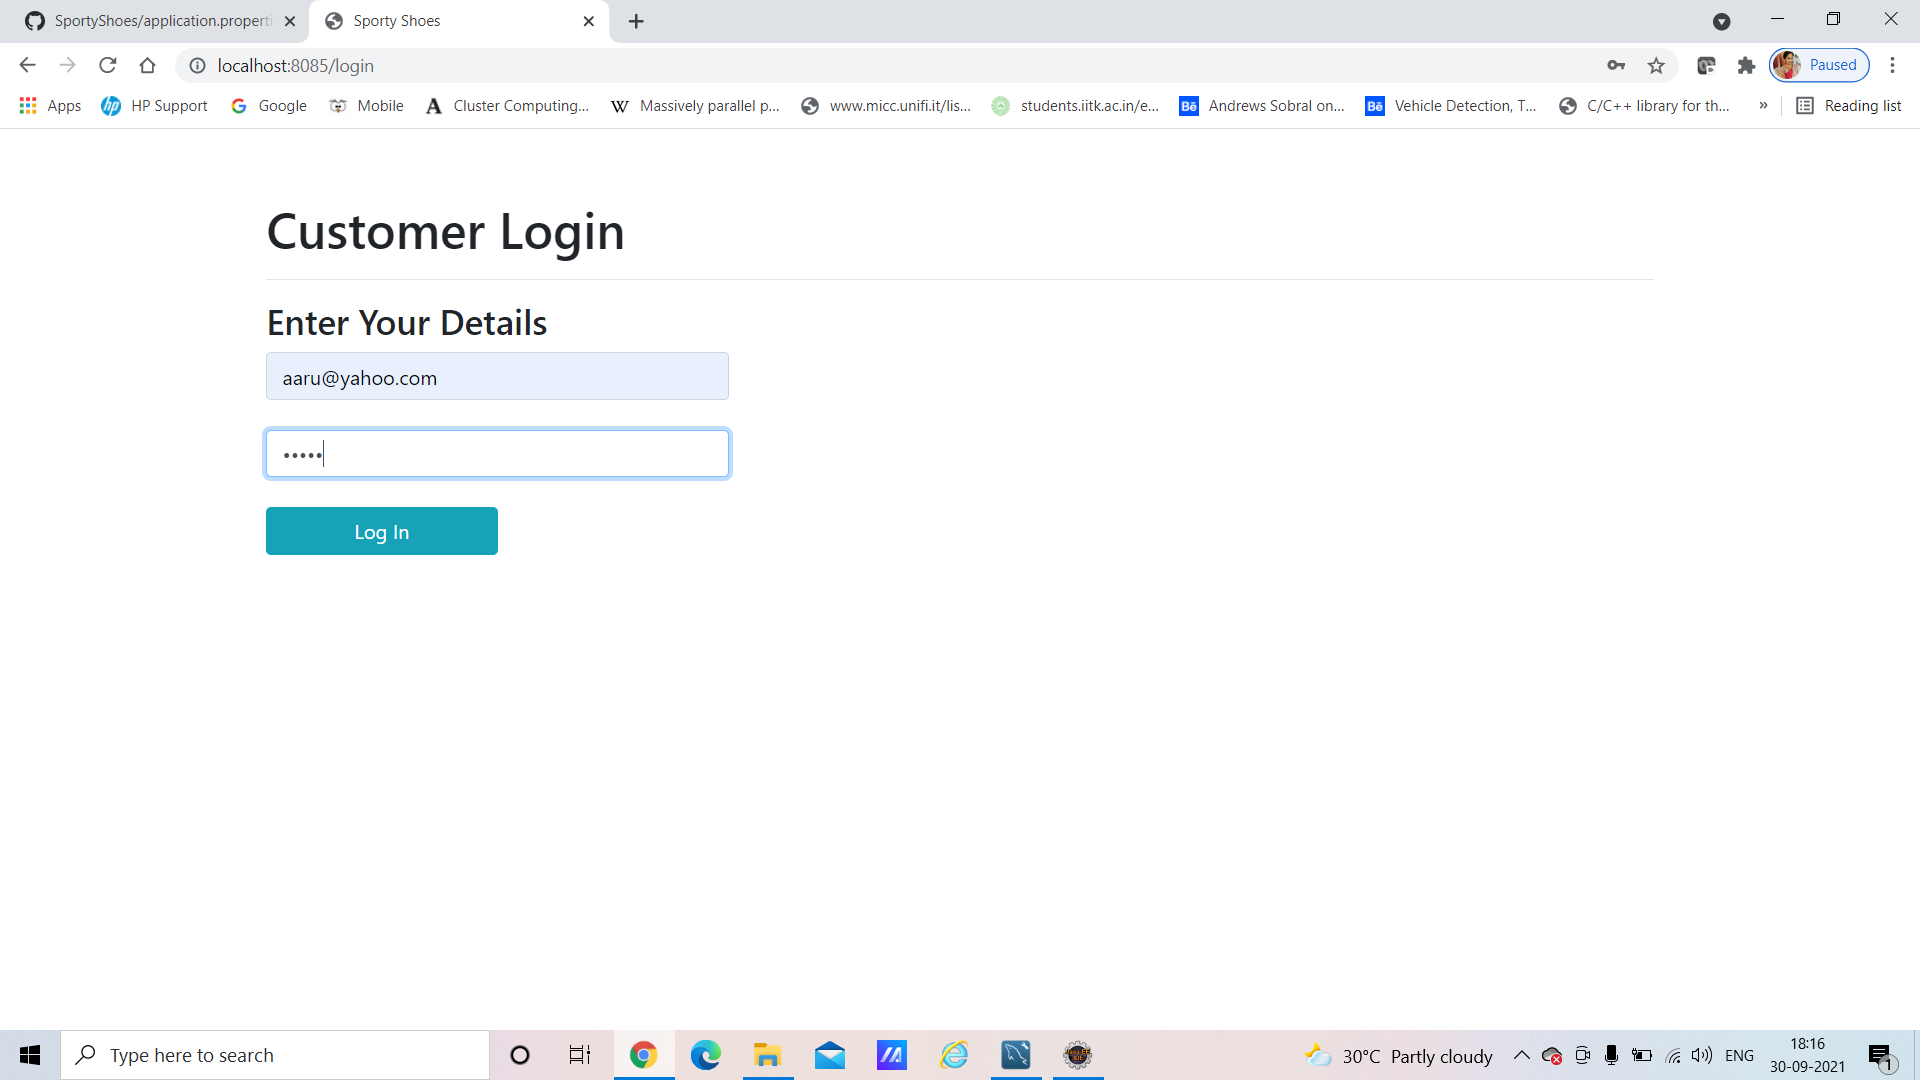 SportyShoes/application.properti
Sporty Shoes
localhost:8085/login
Paused
Apps
HP Support
Google
Mobile
Cluster Computing...
Massively parallel p...
www.micc.unifi.it/lis...
students.iitk.ac.in/e...
Andrews Sobral on...
Vehicle Detection, T...
C/C++ library for th...
»
Reading list
Customer Login
Enter Your Details
aaru@yahoo.com
•••••
Log In
Type here to search
30°C Partly cloudy
ENG
18:16
30-09-2021
1